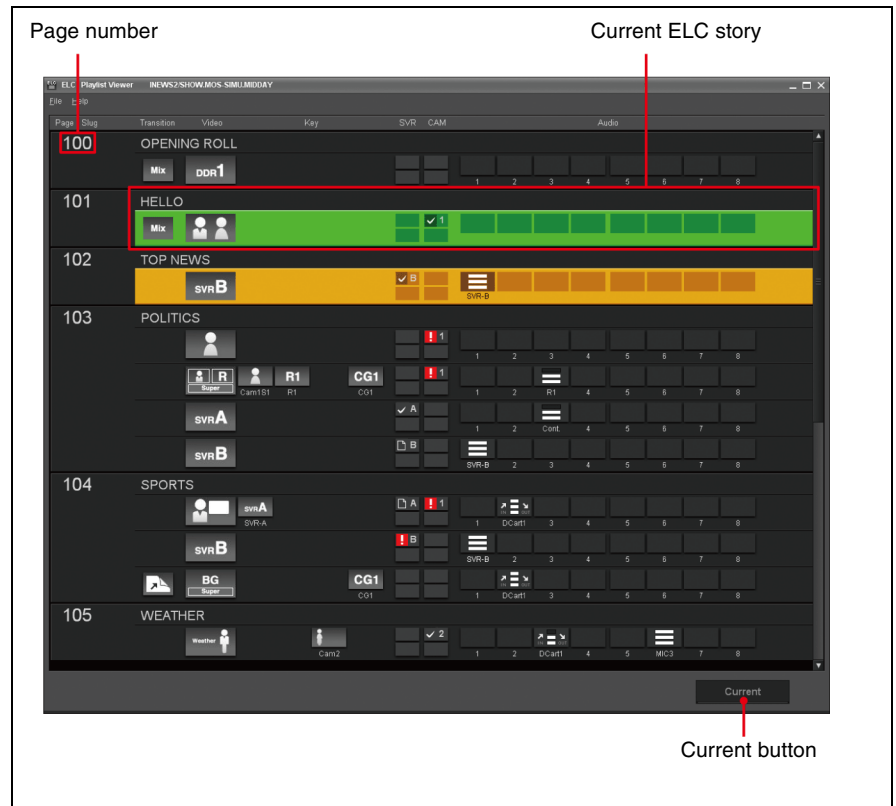 Page number
Current ELC story
ELC Playlist Viewer INEWS2/SHOW.MOS-SIMU.MIDDAY
File Help
Page Slug Transition Video Key SVR CAM Audio
100 OPENING ROLL
Mix DDR1
1 2 3 4 5 6 7 8
101 HELLO
Mix 1
102 TOP NEWS
SVR B B
SVR-B
103 POLITICS
! 1
1 2 3 4 5 6 7 8
R R1 CG1 ! 1
Super Cam1S1 R1 CG1 1 2 R1 4 5 6 7 8
SVR A A
1 2 Cont. 4 5 6 7 8
SVR B B
SVR-B 2 3 4 5 6 7 8
104 SPORTS
SVR A A ! 1
SVR-A 1 DCart1 3 4 5 6 7 8
SVR B ! B
SVR-B 2 3 4 5 6 7 8
BG CG1
Super CG1 1 DCart1 3 4 5 6 7 8
105 WEATHER
Weather 2
Cam2 1 2 DCart1 4 5 MIC3 7 8
Current
Current button